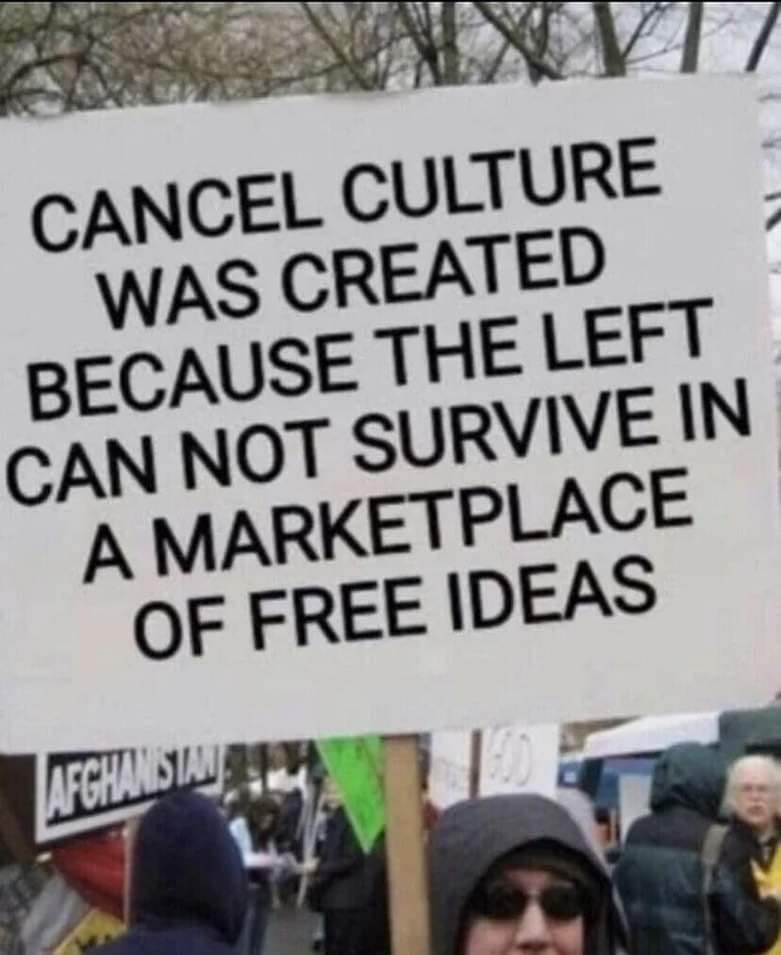 CANCEL CULTURE
WAS CREATED
BECAUSE THE LEFT
CAN NOT SURVIVE IN
A MARKETPLACE
OF FREE IDEAS
AFGHANISTAN